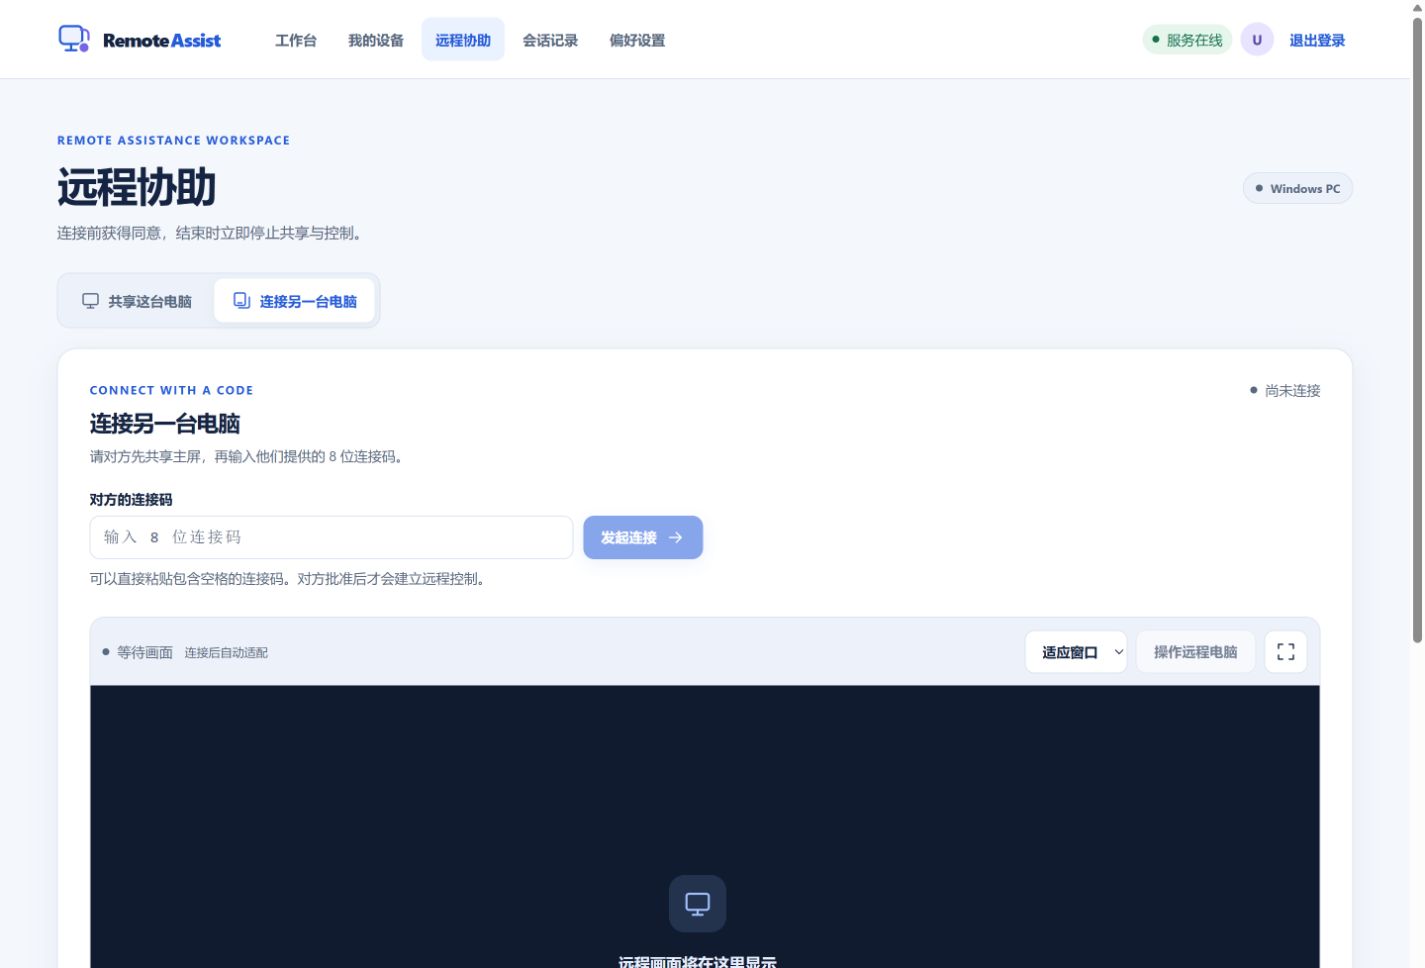 RemoteAssist 工作台 我的设备 远程协助 会话记录 偏好设置 服务在线 U 退出登录
REMOTE ASSISTANCE WORKSPACE
远程协助
Windows PC
连接前获得同意，结束时立即停止共享与控制。
共享这台电脑 连接另一台电脑
CONNECT WITH A CODE
尚未连接
连接另一台电脑
请对方先共享主屏，再输入他们提供的 8 位连接码。
对方的连接码
输入 8 位连接码 发起连接
可以直接粘贴包含空格的连接码。对方批准后才会建立远程控制。
等待画面 连接后自动适配 适应窗口 操作远程电脑
远程画面将在这里显示